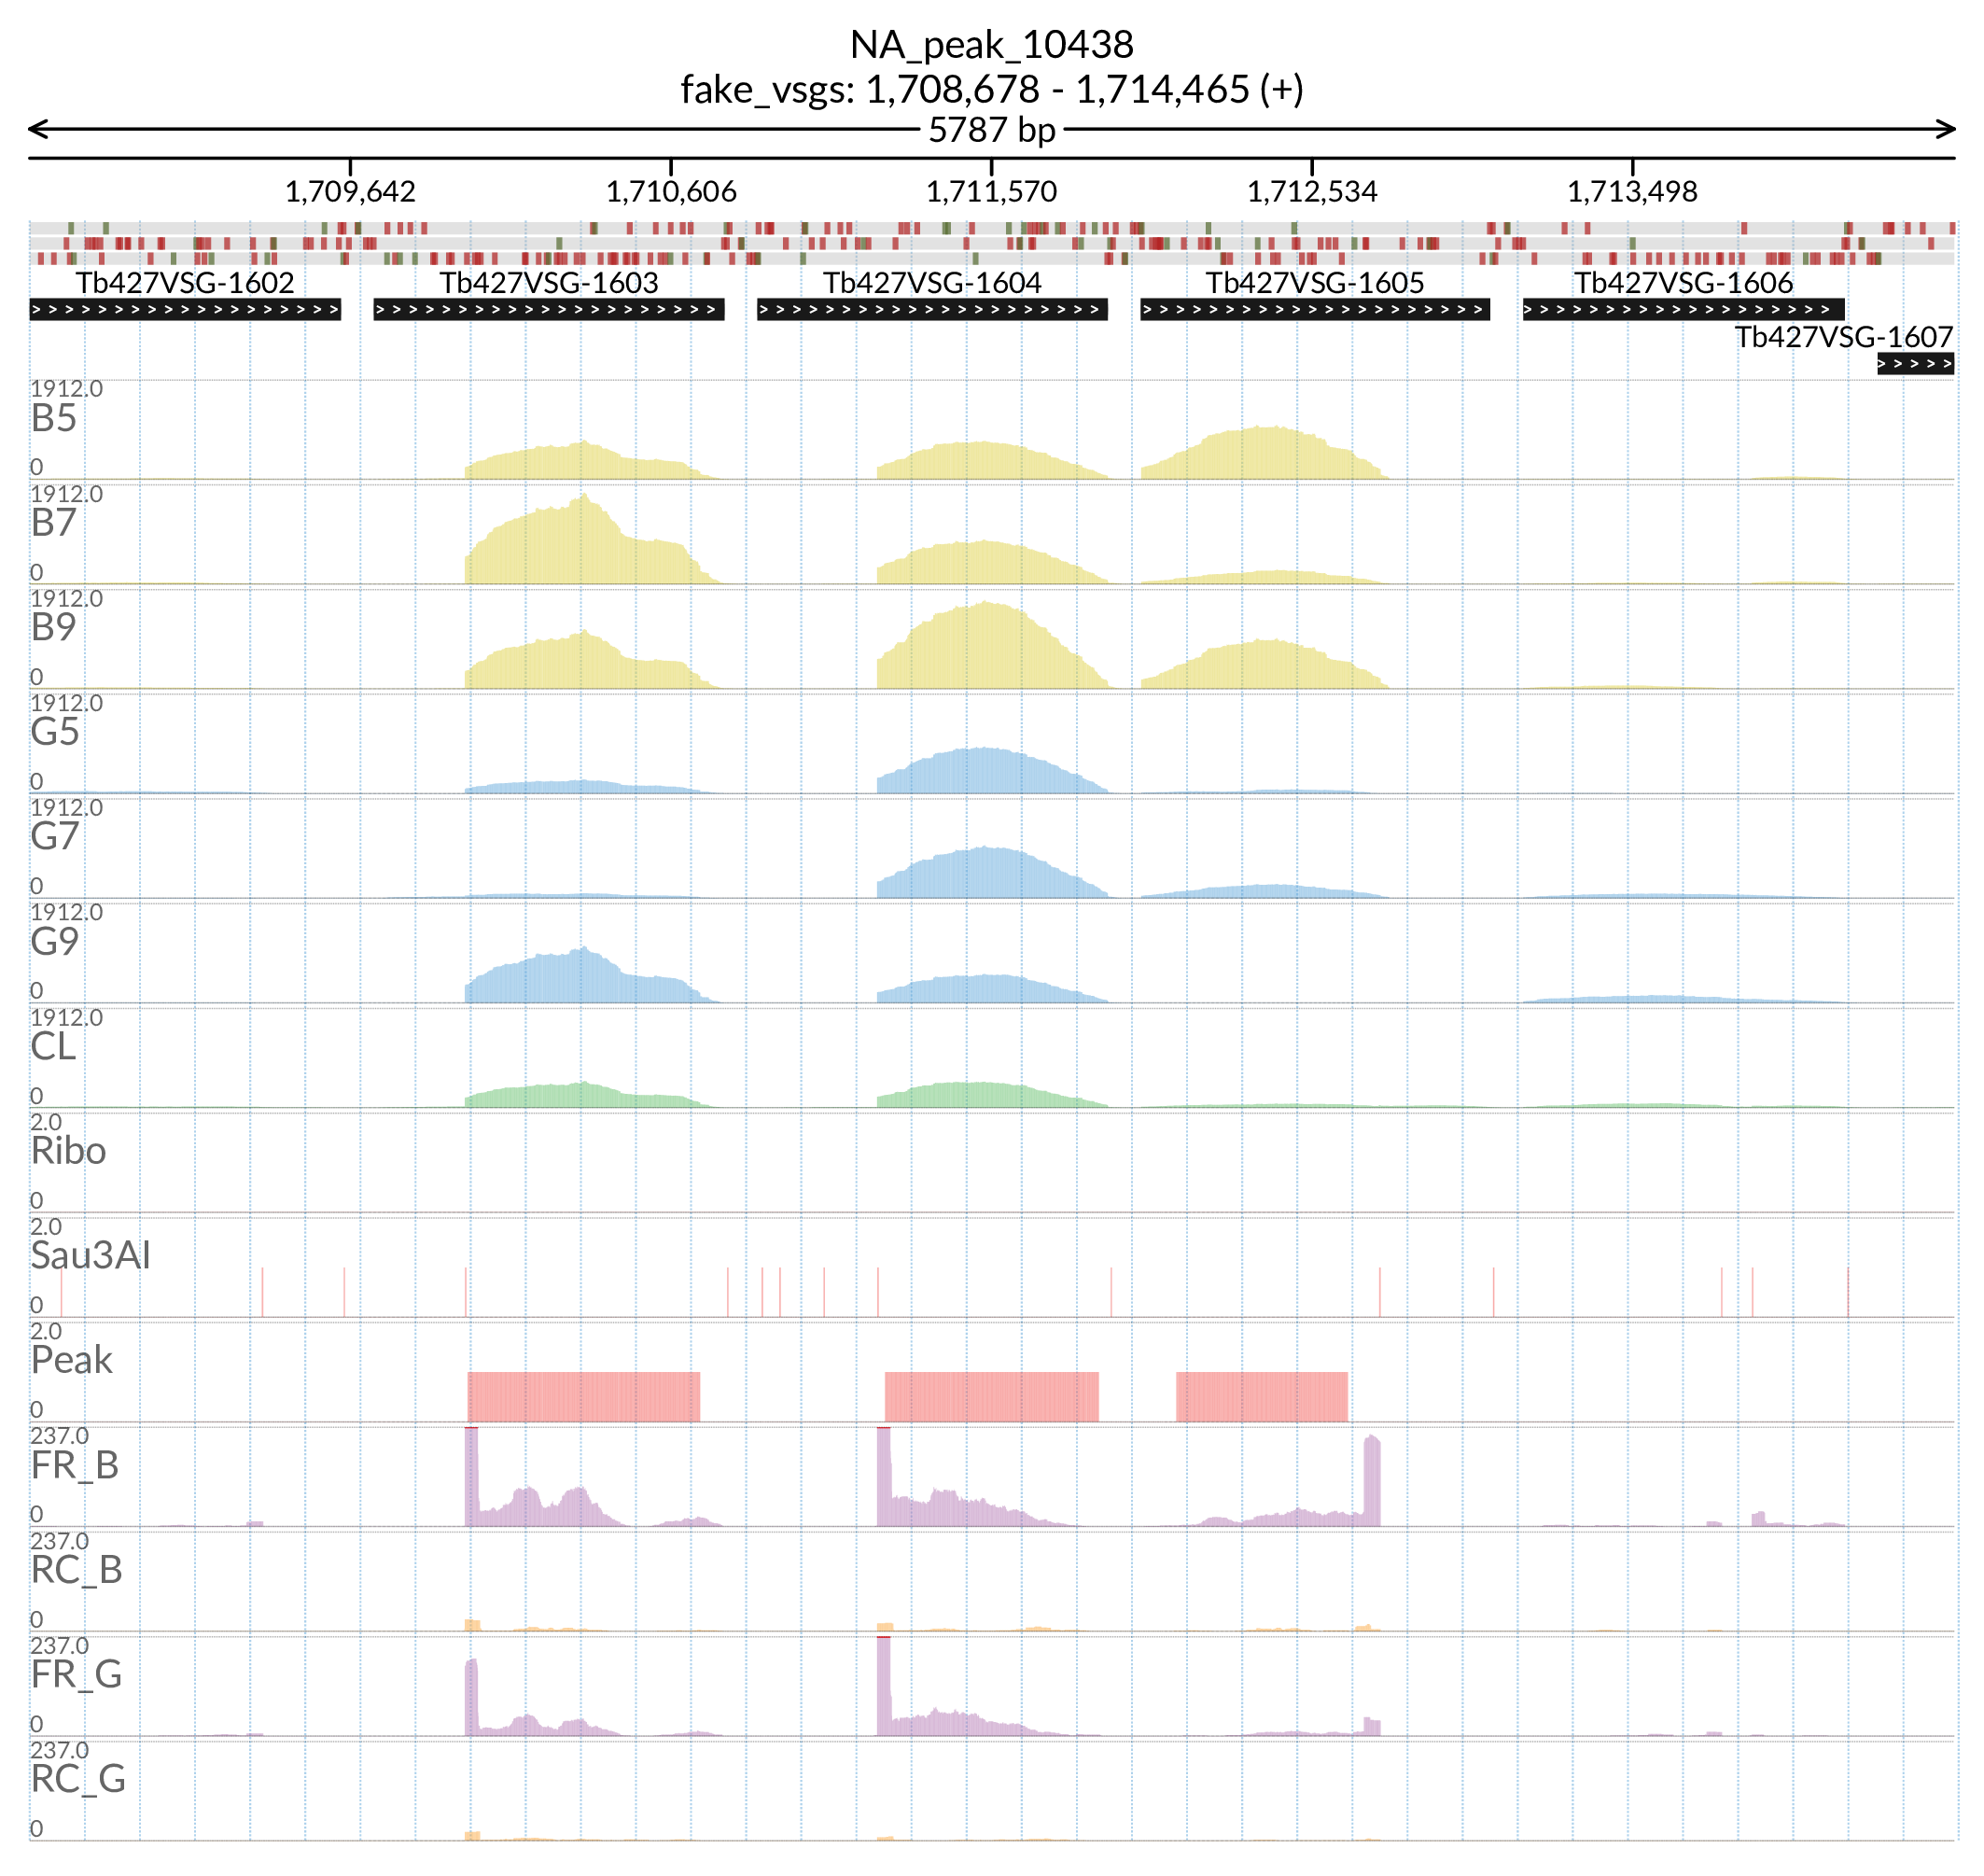 NA_peak_10438
fake_vsgs: 1,708,678 - 1,714,465 (+)
5787 bp
1,709,642 1,710,606 1,711,570 1,712,534 1,713,498
Tb427VSG-1602 Tb427VSG-1603 Tb427VSG-1604 Tb427VSG-1605 Tb427VSG-1606
Tb427VSG-1607
1912.0
B5
0
1912.0
B7
0
1912.0
B9
0
1912.0
G5
0
1912.0
G7
0
1912.0
G9
0
1912.0
CL
0
2.0
Ribo
0
2.0
Sau3AI
0
2.0
Peak
0
237.0
FR_B
0
237.0
RC_B
0
237.0
FR_G
0
237.0
RC_G
0